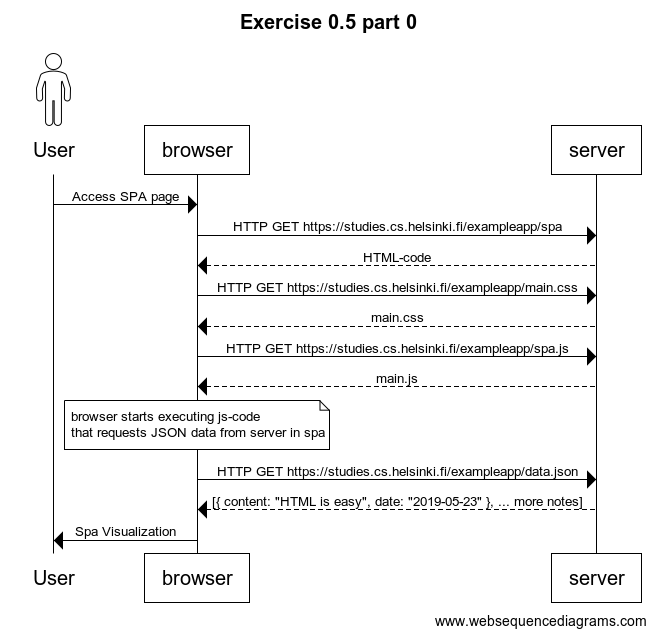 Exercise 0.5 part 0
User
browser
server
Access SPA page
HTTP GET https://studies.cs.helsinki.fi/exampleapp/spa
HTML-code
HTTP GET https://studies.cs.helsinki.fi/exampleapp/main.css
main.css
HTTP GET https://studies.cs.helsinki.fi/exampleapp/spa.js
main.js
browser starts executing js-code
that requests JSON data from server in spa
HTTP GET https://studies.cs.helsinki.fi/exampleapp/data.json
[{ content: "HTML is easy", date: "2019-05-23" }, ... more notes]
Spa Visualization
User
browser
server
www.websequencediagrams.com